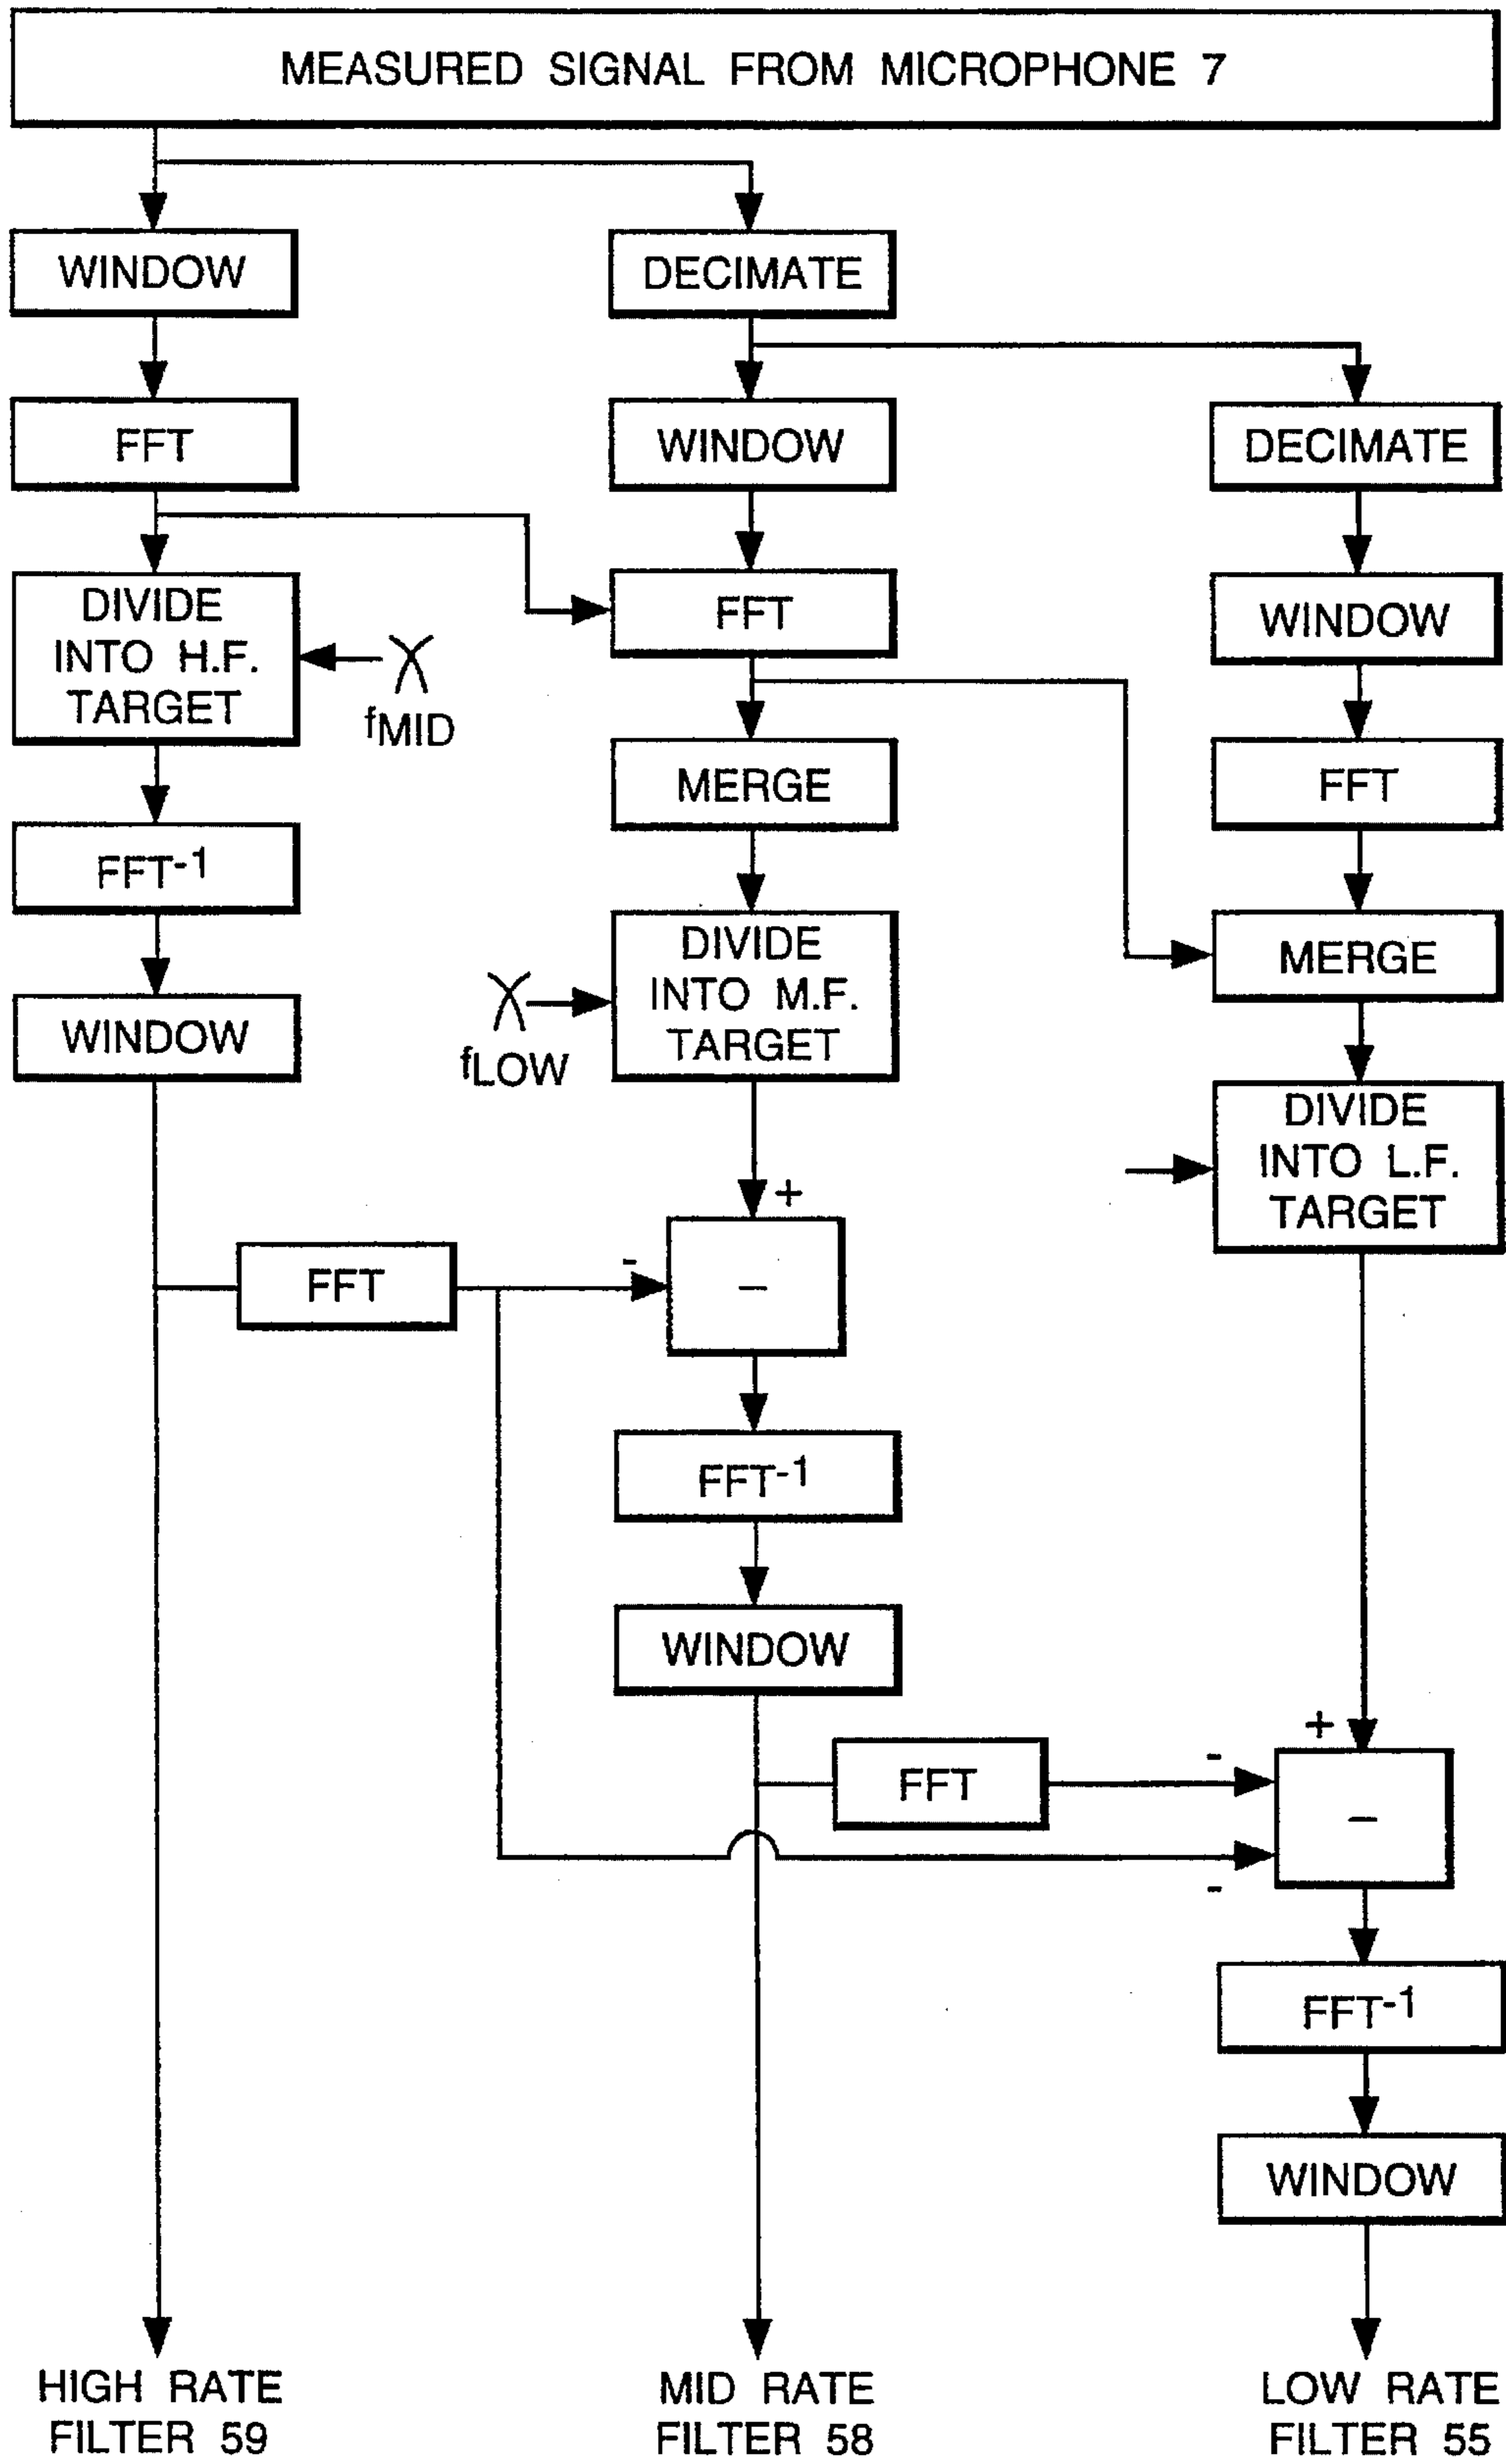 MEASURED SIGNAL FROM MICROPHONE 7
WINDOW
DECIMATE
FFT
WINDOW
DECIMATE
DIVIDE
INTO H.F.
TARGET
fMID
FFT
WINDOW
MERGE
FFT
FFT-1
DIVIDE
INTO M.F.
TARGET
fLOW
MERGE
WINDOW
DIVIDE
INTO L.F.
TARGET
+
-
FFT
–
FFT-1
WINDOW
+
-
FFT
–
-
FFT-1
WINDOW
HIGH RATE
FILTER 59
MID RATE
FILTER 58
LOW RATE
FILTER 55